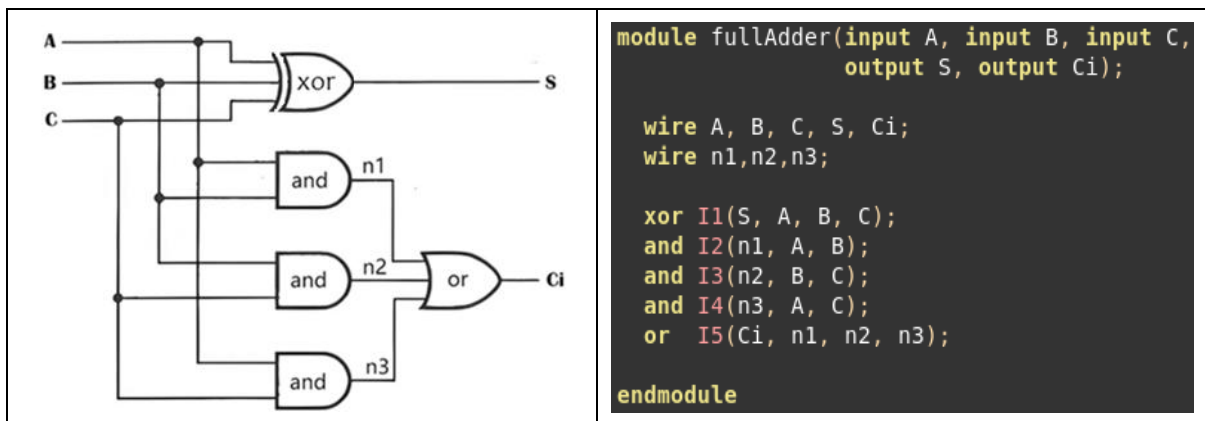 A
B
C
xor
S
and
n1
and
n2
or
Ci
and
n3
module fullAdder(input A, input B, input C,
output S, output Ci);
wire A, B, C, S, Ci;
wire n1,n2,n3;
xor I1(S, A, B, C);
and I2(n1, A, B);
and I3(n2, B, C);
and I4(n3, A, C);
or  I5(Ci, n1, n2, n3);
endmodule